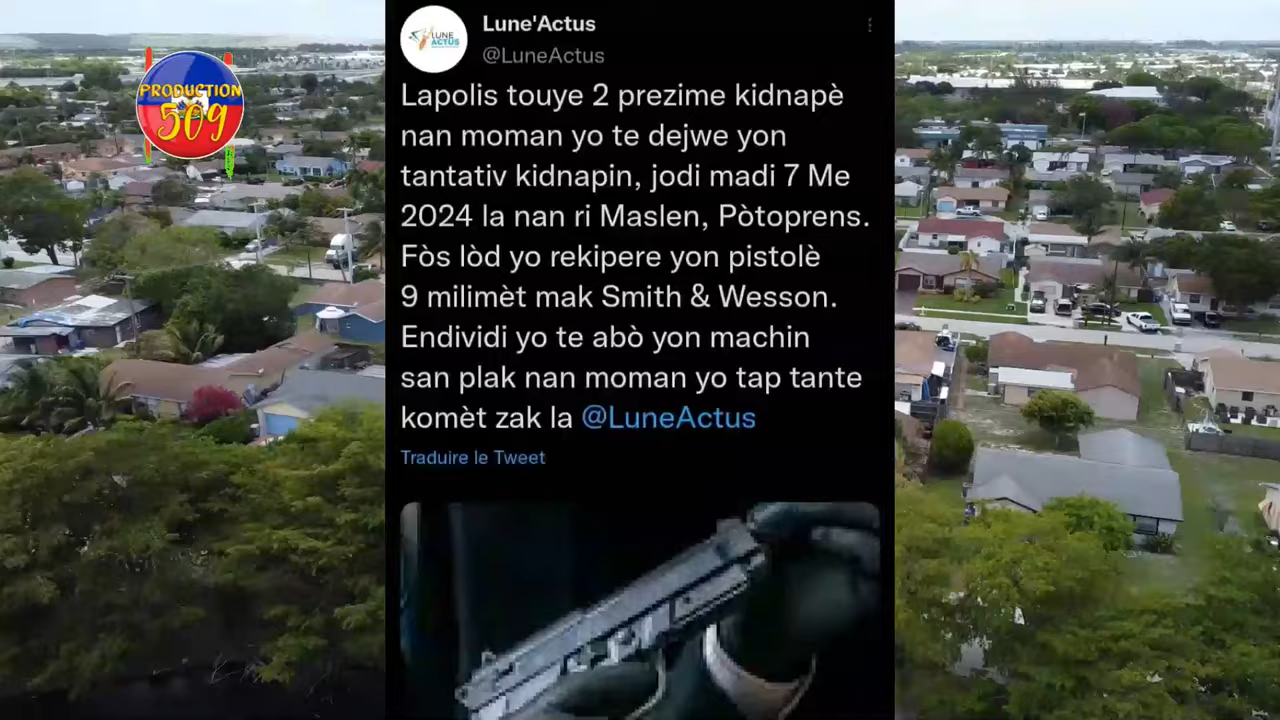 PRODUCTION
509
LUNE
ACTUS
Lune'Actus
@LuneActus
Lapolis touye 2 prezime kidnapè
nan moman yo te dejwe yon
tantativ kidnapin, jodi madi 7 Me
2024 la nan ri Maslen, Pòtoprens.
Fòs lòd yo rekipere yon pistolè
9 milimèt mak Smith & Wesson.
Endividi yo te abò yon machin
san plak nan moman yo tap tante
komèt zak la @LuneActus
Traduire le Tweet